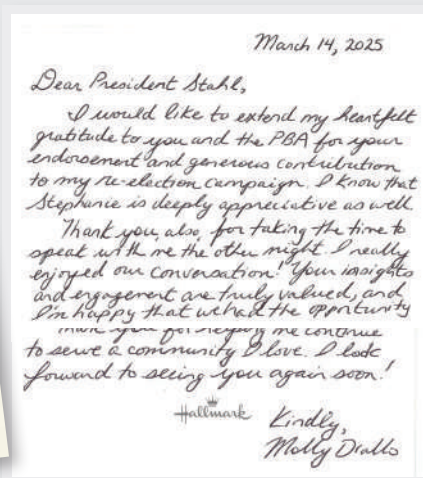 March 14, 2025
Dear President Stahl,
I would like to extend my heartfelt
gratitude to you and the PBA for your
endorsement and generous contribution
to my re-election campaign. I know that
Stephanie is deeply appreciative as well.
Thank you, also, for taking the time to
speak with me the other night. I really
enjoyed our conversation! Your insights
and engagement are truly valued, and
I'm happy that we had the opportunity
Thank you for helping me continue
to serve a community I love. I look
forward to seeing you again soon!
Hallmark
Kindly,
Molly